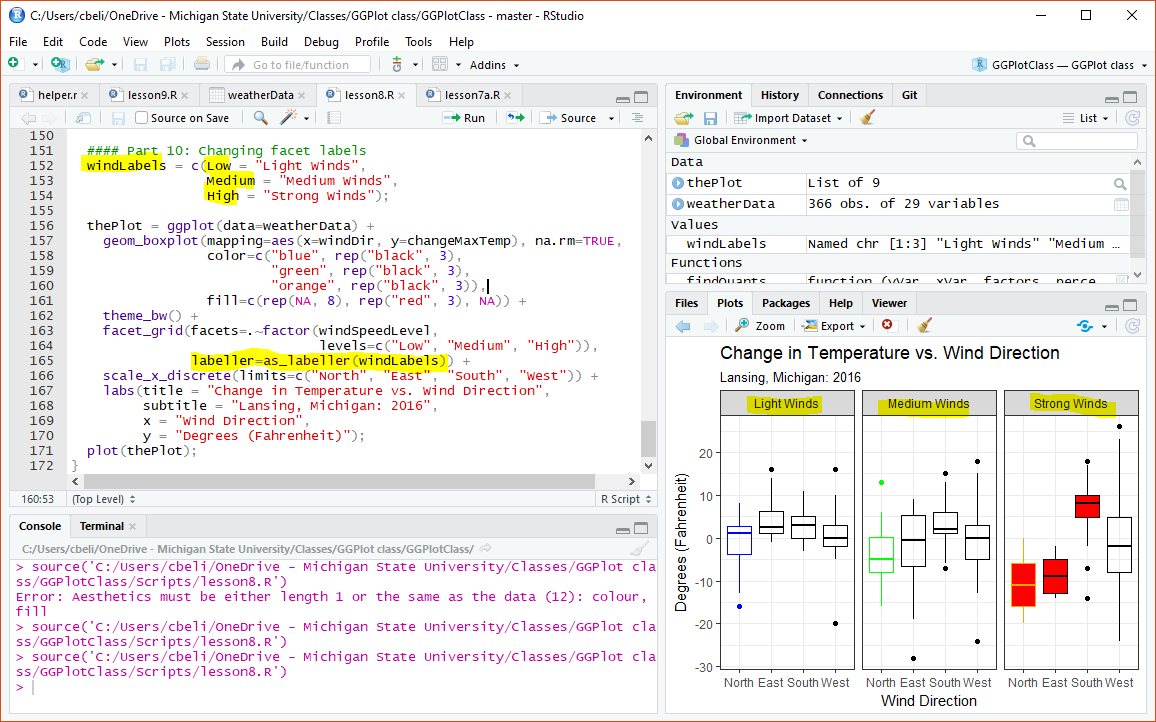 C:/Users/cbeli/OneDrive - Michigan State University/Classes/GGPlot class/GGPlotClass - master - RStudio
File Edit Code View Plots Session Build Debug Profile Tools Help
Go to file/function Addins GGPlotClass — GGPlot class
helper.r lesson9.R weatherData lesson8.R lesson7a.R
Source on Save Run Source
150
151 #### Part 10: Changing facet labels
152 windLabels = c(Low = "Light Winds",
153 Medium = "Medium Winds",
154 High = "Strong Winds");
155
156 thePlot = ggplot(data=weatherData) +
157 geom_boxplot(mapping=aes(x=windDir, y=changeMaxTemp), na.rm=TRUE,
158 color=c("blue", rep("black", 3),
159 "green", rep("black", 3),
160 "orange", rep("black", 3)),
161 fill=c(rep(NA, 8), rep("red", 3), NA)) +
162 theme_bw() +
163 facet_grid(facets=.~factor(windSpeedLevel,
164 levels=c("Low", "Medium", "High")),
165 labeller=as_labeller(windLabels)) +
166 scale_x_discrete(limits=c("North", "East", "South", "West")) +
167 labs(title = "Change in Temperature vs. Wind Direction",
168 subtitle = "Lansing, Michigan: 2016",
169 x = "Wind Direction",
170 y = "Degrees (Fahrenheit)");
171 plot(thePlot);
172 }
160:53 (Top Level) R Script
Console Terminal
C:/Users/cbeli/OneDrive - Michigan State University/Classes/GGPlot class/GGPlotClass/
> source('C:/Users/cbeli/OneDrive - Michigan State University/Classes/GGPlot cla
ss/GGPlotClass/Scripts/lesson8.R')
Error: Aesthetics must be either length 1 or the same as the data (12): colour,
fill
> source('C:/Users/cbeli/OneDrive - Michigan State University/Classes/GGPlot cla
ss/GGPlotClass/Scripts/lesson8.R')
> source('C:/Users/cbeli/OneDrive - Michigan State University/Classes/GGPlot cla
ss/GGPlotClass/Scripts/lesson8.R')
>
Environment History Connections Git
Import Dataset List
Global Environment
Data
thePlot List of 9
weatherData 366 obs. of 29 variables
Values
windLabels Named chr [1:3] "Light Winds" "Medium …
Functions
findQuants function (yVar, xVar, factors, perce…
Files Plots Packages Help Viewer
Zoom Export
Change in Temperature vs. Wind Direction
Lansing, Michigan: 2016
Light Winds Medium Winds Strong Winds
Degrees (Fahrenheit)
20
10
0
-10
-20
-30
North East South West North East South West North East South West
Wind Direction